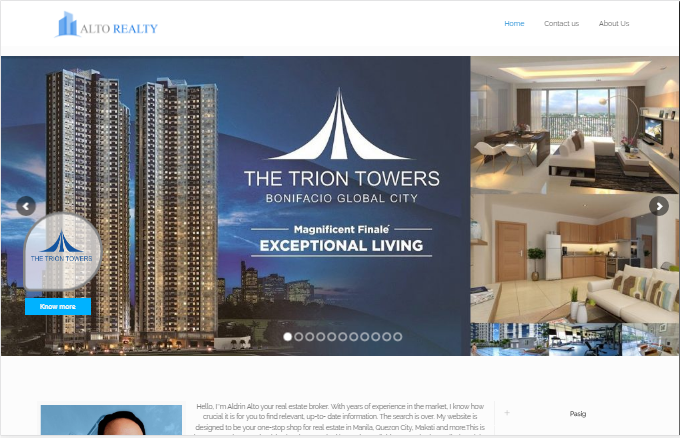 ALTO REALTY
Home
Contact us
About Us
THE TRION TOWERS
BONIFACIO GLOBAL CITY
Magnificent Finalé
EXCEPTIONAL LIVING
THE TRION TOWERS
Know more
Hello, I'm Aldrin Alto your real estate broker. With years of experience in the market, I know how
crucial it is for you to find relevant, up-to- date information. The search is over. My website is
designed to be your one-stop shop for real estate in Manila, Quezon City, Makati and more.This is
+ Pasig